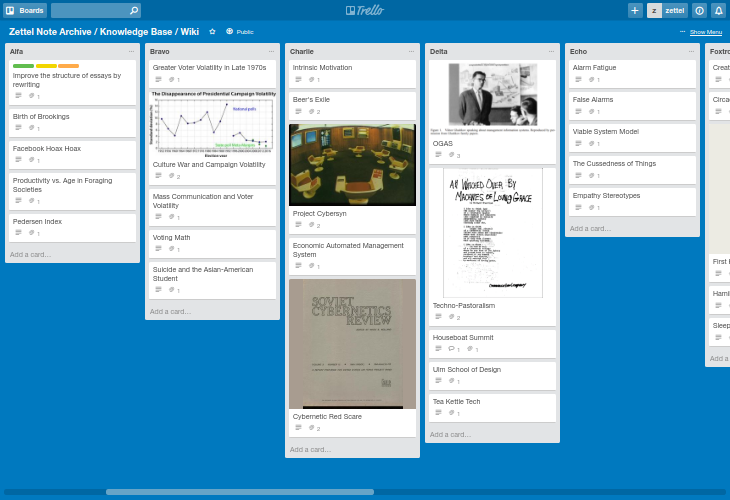 Boards
Trello
z zettel
Zettel Note Archive / Knowledge Base / Wiki
Public
Show Menu
Alfa
Improve the structure of essays by
rewriting
1
Birth of Brookings
1
Facebook Hoax Hoax
1
Productivity vs. Age in Foraging
Societies
1
Pedersen Index
1
Add a card…
Bravo
Greater Voter Volatility in Late 1970s
1
The Disappearance of Presidential Campaign Volatility
Culture War and Campaign Volatility
2
Mass Communication and Voter
Volatility
1
Voting Math
1
Suicide and the Asian-American
Student
1
Add a card…
Charlie
Intrinsic Motivation
1
Beer's Exile
2
Project Cybersyn
2
Economic Automated Management
System
1
SOVIET
CYBERNETICS
REVIEW
Cybernetic Red Scare
2
Add a card…
Delta
OGAS
3
ALL WATCHED OVER BY
MACHINES OF LOVING GRACE
Techno-Pastoralism
2
Houseboat Summit
1 1
Ulm School of Design
1
Tea Kettle Tech
1
Add a card…
Echo
Alarm Fatigue
1
False Alarms
1
Viable System Model
1
The Cussedness of Things
1
Empathy Stereotypes
1
Add a card…
Foxtro
Creat
Circa
First
Hami
Sleep
Add a